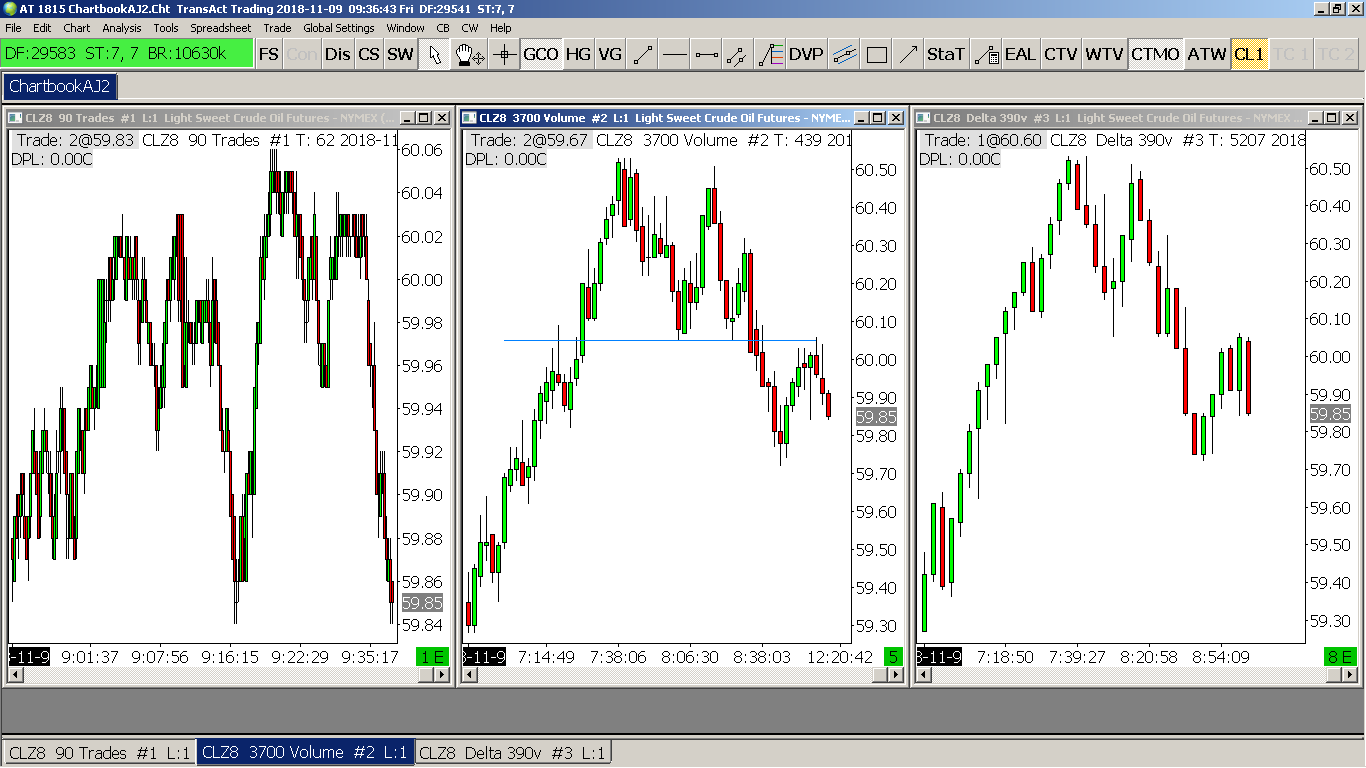 AT 1815 ChartbookAJ2.Cht TransAct Trading 2018-11-09 09:36:43 Fri DF:29541 ST:7, 7
File Edit Chart Analysis Tools Spreadsheet Trade Global Settings Window CB CW Help
DF:29583 ST:7, 7 BR:10630k FS Con Dis CS SW GCO HG VG DVP StaT EAL CTV WTV CTMO ATW CL1 TC 1 TC 2
ChartbookAJ2
CLZ8 90 Trades #1 L:1 Light Sweet Crude Oil Futures - NYMEX (...
Trade: 2@59.83 CLZ8 90 Trades #1 T: 62 2018-11
DPL: 0.00C
60.06
60.04
60.02
60.00
59.98
59.96
59.94
59.92
59.90
59.88
59.86
59.85
59.84
-11-9 9:01:37 9:07:56 9:16:15 9:22:29 9:35:17 1 E
CLZ8 3700 Volume #2 L:1 Light Sweet Crude Oil Futures - NYME...
Trade: 2@59.67 CLZ8 3700 Volume #2 T: 439 201
DPL: 0.00C
60.50
60.40
60.30
60.20
60.10
60.00
59.90
59.85
59.80
59.70
59.60
59.50
59.40
59.30
3-11-9 7:14:49 7:38:06 8:06:30 8:38:03 12:20:42 5
CLZ8 Delta 390v #3 L:1 Light Sweet Crude Oil Futures - NYMEX ...
Trade: 1@60.60 CLZ8 Delta 390v #3 T: 5207 2018
DPL: 0.00C
60.50
60.40
60.30
60.20
60.10
60.00
59.90
59.85
59.80
59.70
59.60
59.50
59.40
59.30
3-11-9 7:18:50 7:39:27 8:20:58 8:54:09 8 E
CLZ8 90 Trades #1 L:1 CLZ8 3700 Volume #2 L:1 CLZ8 Delta 390v #3 L:1